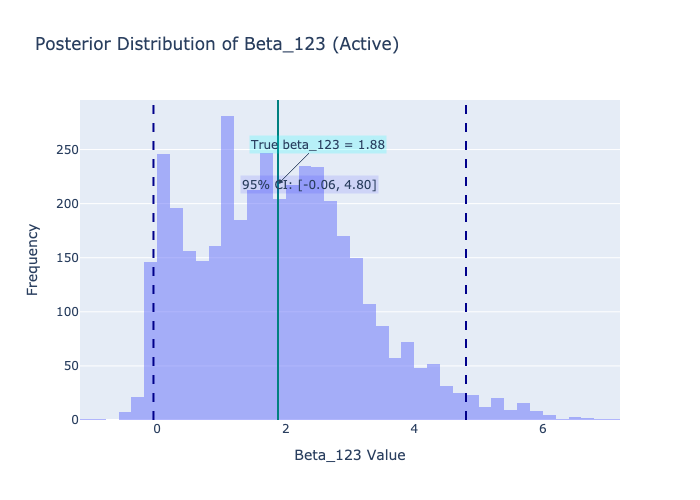 Posterior Distribution of Beta_123 (Active)
True beta_123 = 1.88
95% CI: [-0.06, 4.80]
250
200
150
100
50
0
Frequency
0
2
4
6
Beta_123 Value